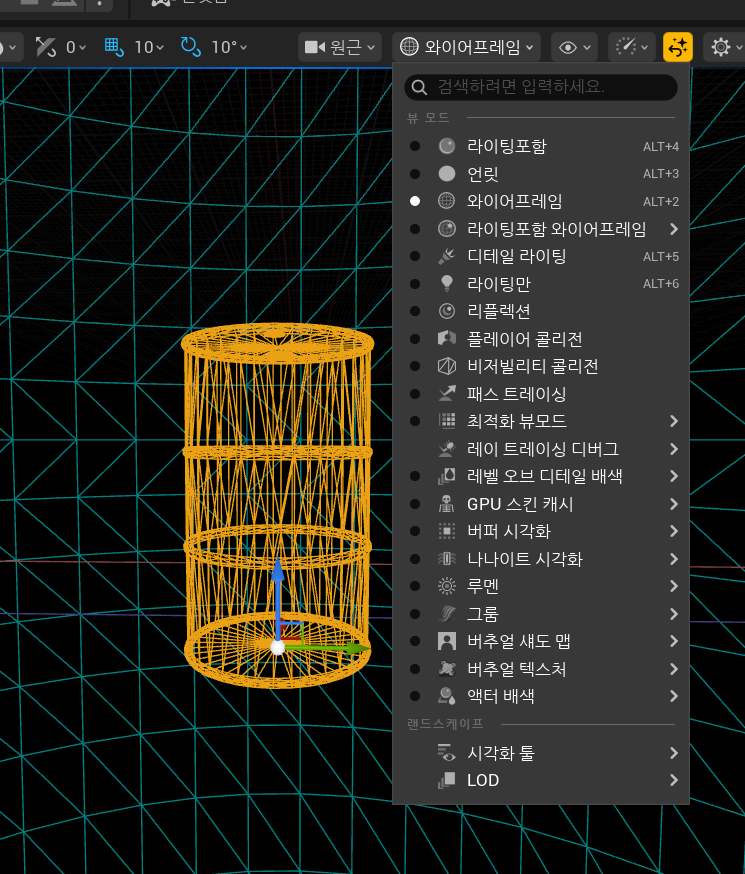 0
10
10°
원근
와이어프레임
검색하려면 입력하세요.
뷰 모드
라이팅포함 ALT+4
언릿 ALT+3
와이어프레임 ALT+2
라이팅포함 와이어프레임
디테일 라이팅 ALT+5
라이팅만 ALT+6
리플렉션
플레이어 콜리전
비저빌리티 콜리전
패스 트레이싱
최적화 뷰모드
레이 트레이싱 디버그
레벨 오브 디테일 배색
GPU 스킨 캐시
버퍼 시각화
나나이트 시각화
루멘
그룸
버추얼 섀도 맵
버추얼 텍스처
액터 배색
랜드스케이프
시각화 툴
LOD